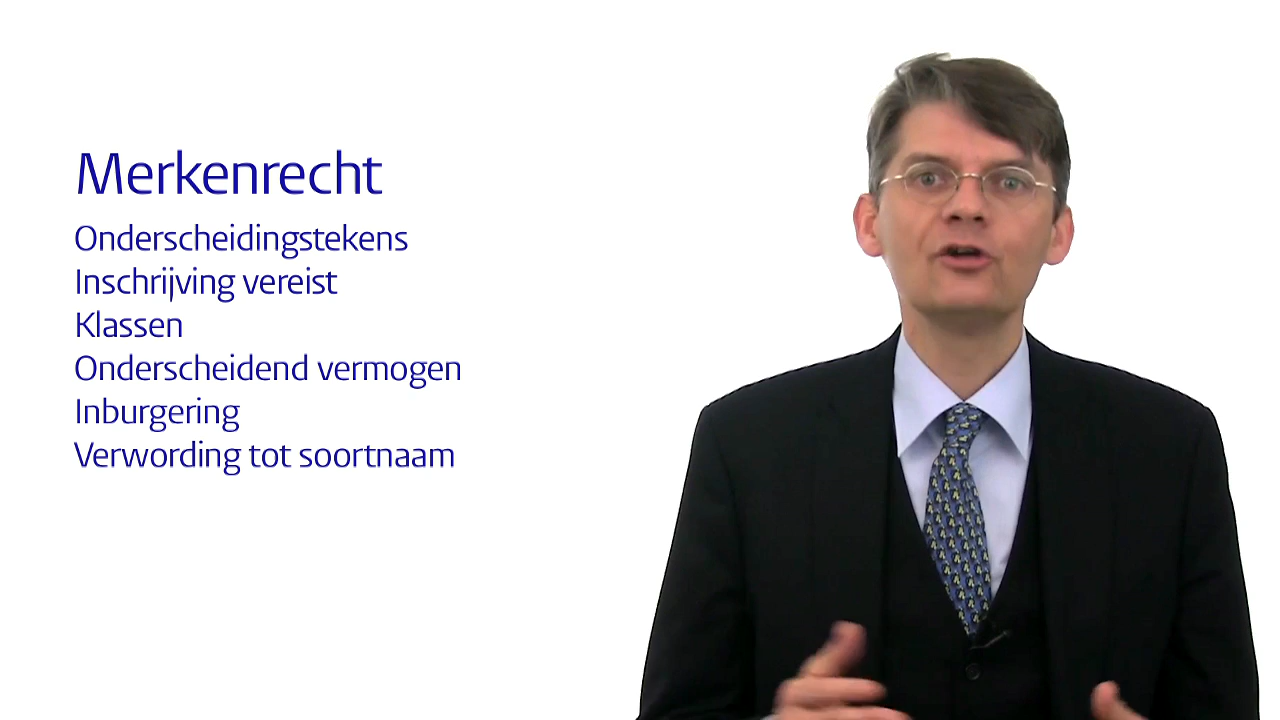 Merkenrecht
Onderscheidingstekens
Inschrijving vereist
Klassen
Onderscheidend vermogen
Inburgering
Verwording tot soortnaam